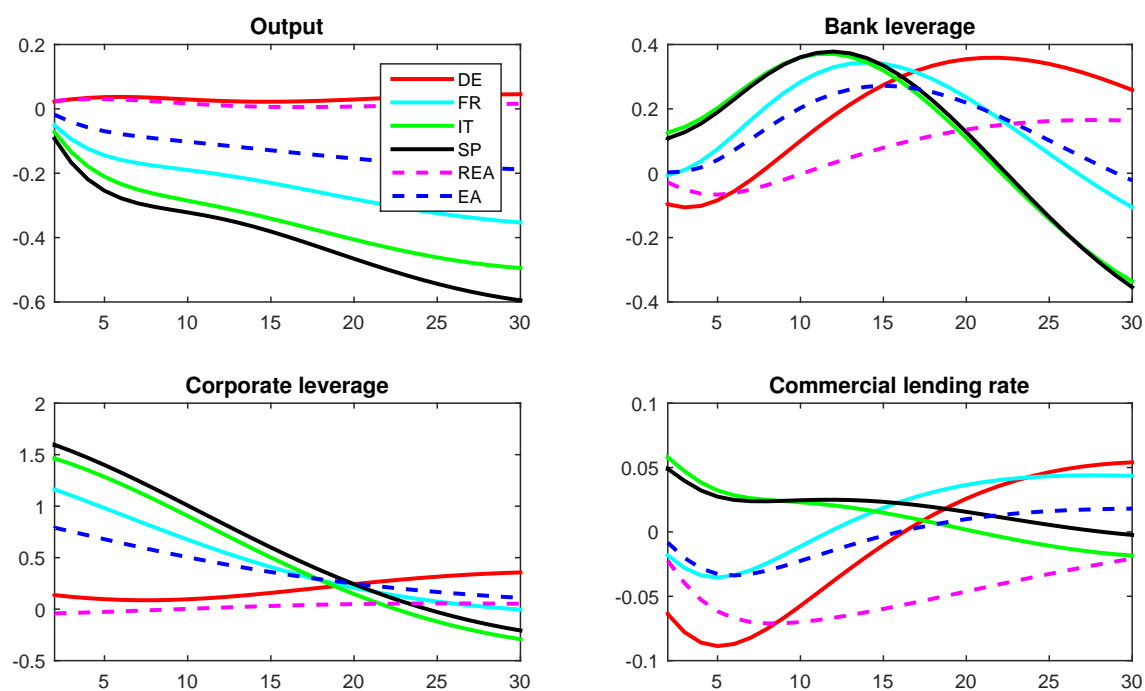 Output
0.2
0
-0.2
-0.4
-0.6
5 10 15 20 25 30
DE
FR
IT
SP
REA
EA
Bank leverage
0.4
0.2
0
-0.2
-0.4
5 10 15 20 25 30
Corporate leverage
2
1.5
1
0.5
0
-0.5
5 10 15 20 25 30
Commercial lending rate
0.1
0.05
0
-0.05
-0.1
5 10 15 20 25 30